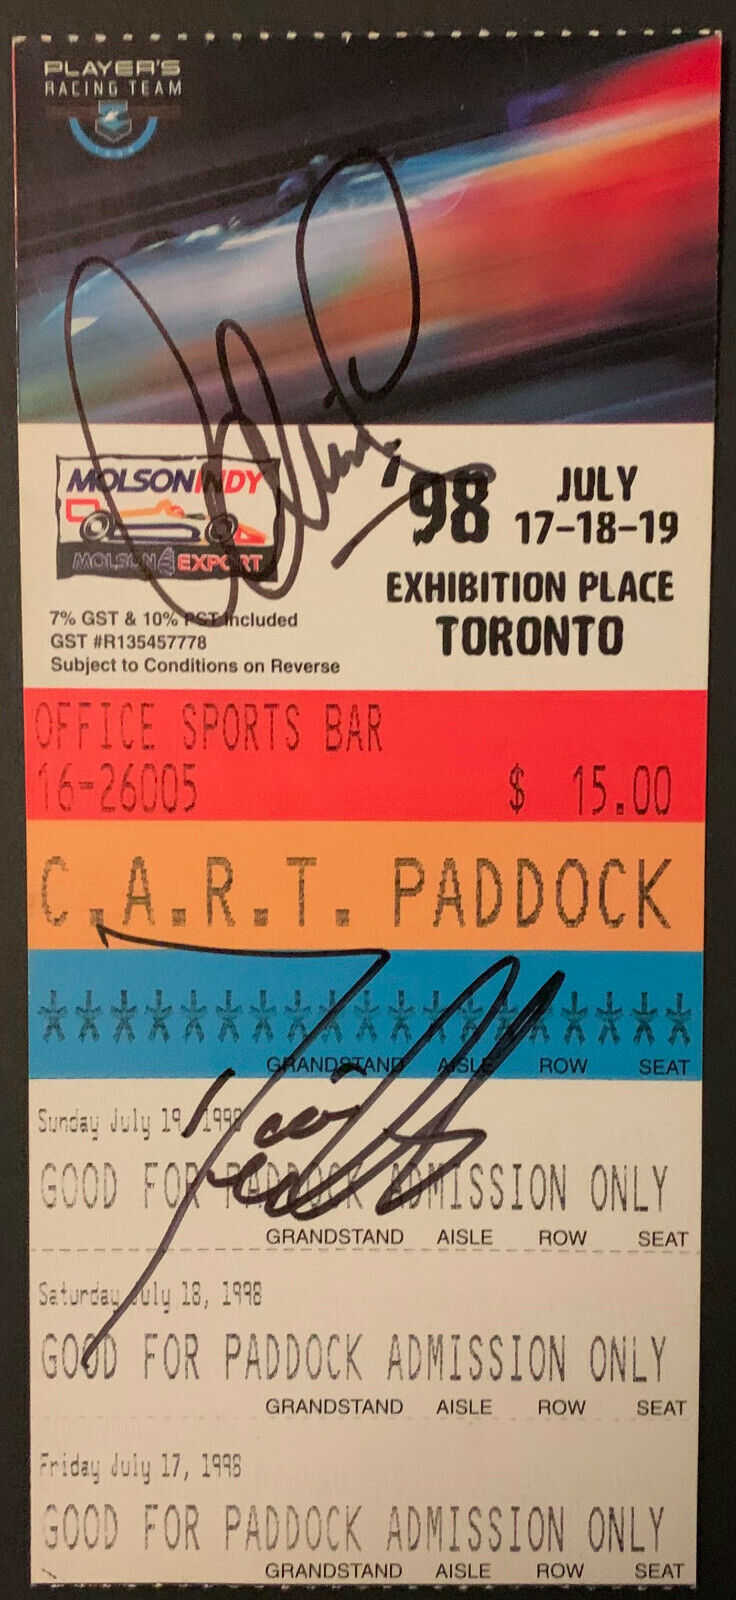 PLAYER'S
RACING TEAM
MOLSON INDY
MOLSON EXPORT
'98 JULY
17-18-19
EXHIBITION PLACE
TORONTO
7% GST & 10% PST Included
GST #R135457778
Subject to Conditions on Reverse
OFFICE SPORTS BAR
16-26005 $ 15.00
C.A.R.T. PADDOCK
GRANDSTAND AISLE ROW SEAT
Sunday July 19, 1998
GOOD FOR PADDOCK ADMISSION ONLY
GRANDSTAND AISLE ROW SEAT
Saturday July 18, 1998
GOOD FOR PADDOCK ADMISSION ONLY
GRANDSTAND AISLE ROW SEAT
Friday July 17, 1998
GOOD FOR PADDOCK ADMISSION ONLY
GRANDSTAND AISLE ROW SEAT